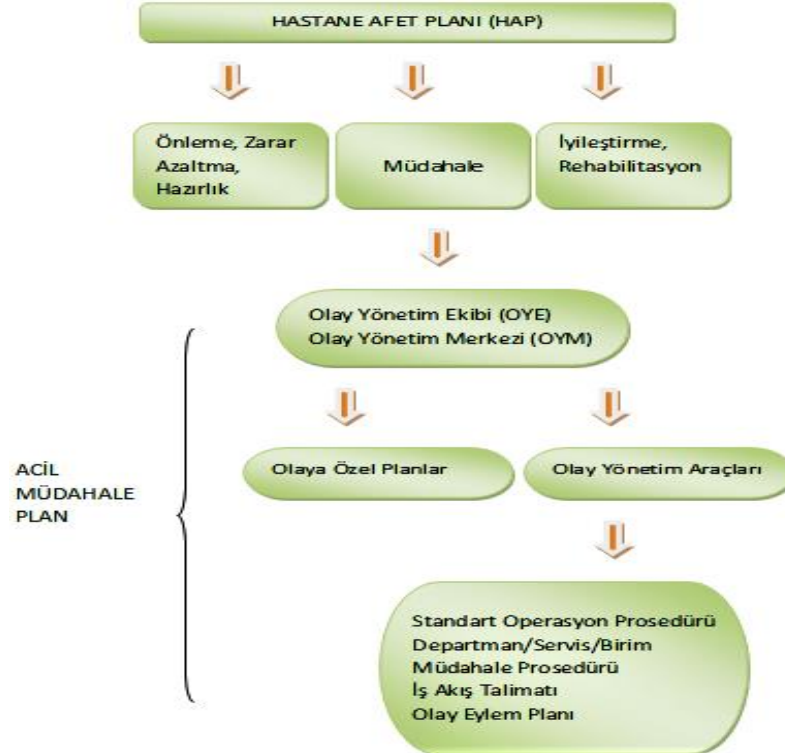 HASTANE AFET PLANI (HAP)
Önleme, Zarar
Azaltma,
Hazırlık
Müdahale
İyileştirme,
Rehabilitasyon
Olay Yönetim Ekibi (OYE)
Olay Yönetim Merkezi (OYM)
Olaya Özel Planlar
Olay Yönetim Araçları
ACİL
MÜDAHALE
PLAN
Standart Operasyon Prosedürü
Departman/Servis/Birim
Müdahale Prosedürü
İş Akış Talimatı
Olay Eylem Planı